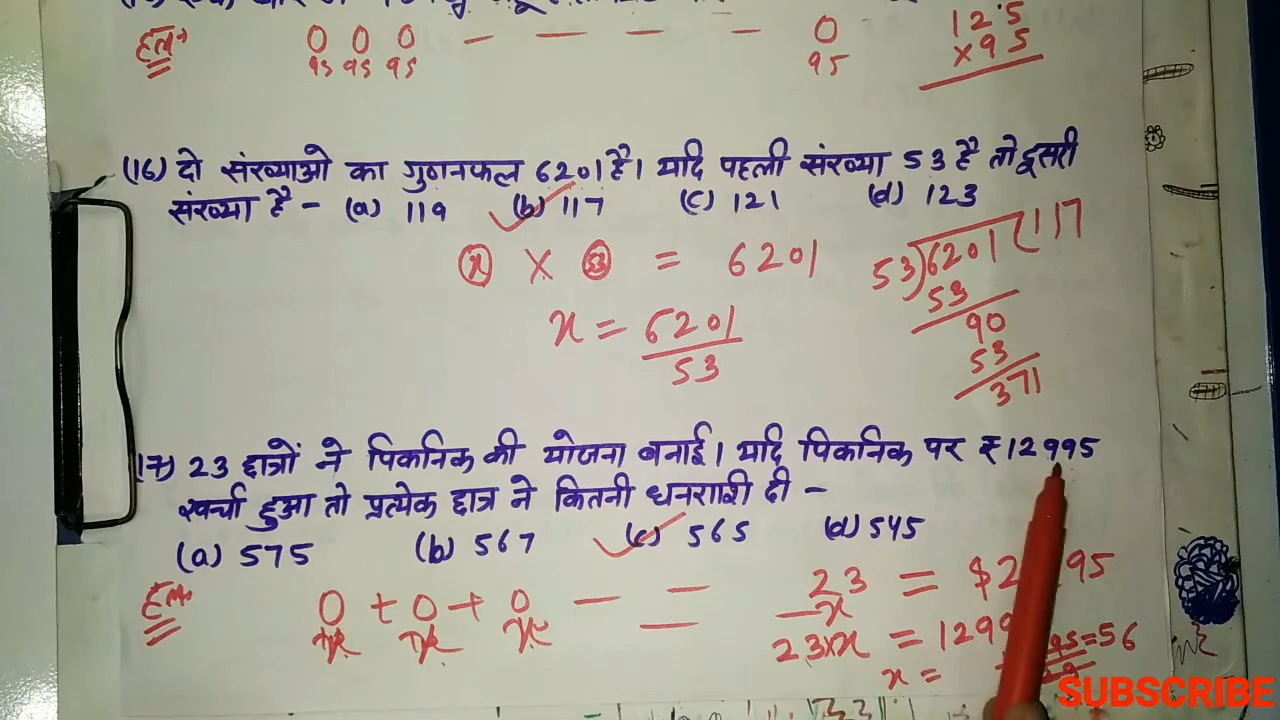 हल→ 0 0 0 — — — — 0 12.5
95 95 95 95 ×95
(16) दो संख्याओ का गुणनफल 6201 है। यदि पहली संख्या 53 है तो दूसरी
संख्या है – (a) 119 (b) 117 (c) 121 (d) 123
x × 53 = 6201
x = 6201
53
53)6201(117
53
90
53
371
17) 23 छात्रों ने पिकनिक की योजना बनाई। यदि पिकनिक पर ₹12995
खर्चा हुआ तो प्रत्येक छात्र ने कितनी धनराशी दी –
(a) 575 (b) 567 (c) 565 (d) 545
हल→ 0 + 0 + 0 — — 23 =
x x x — x
23×x =
x = =56
SUBSCRIBE